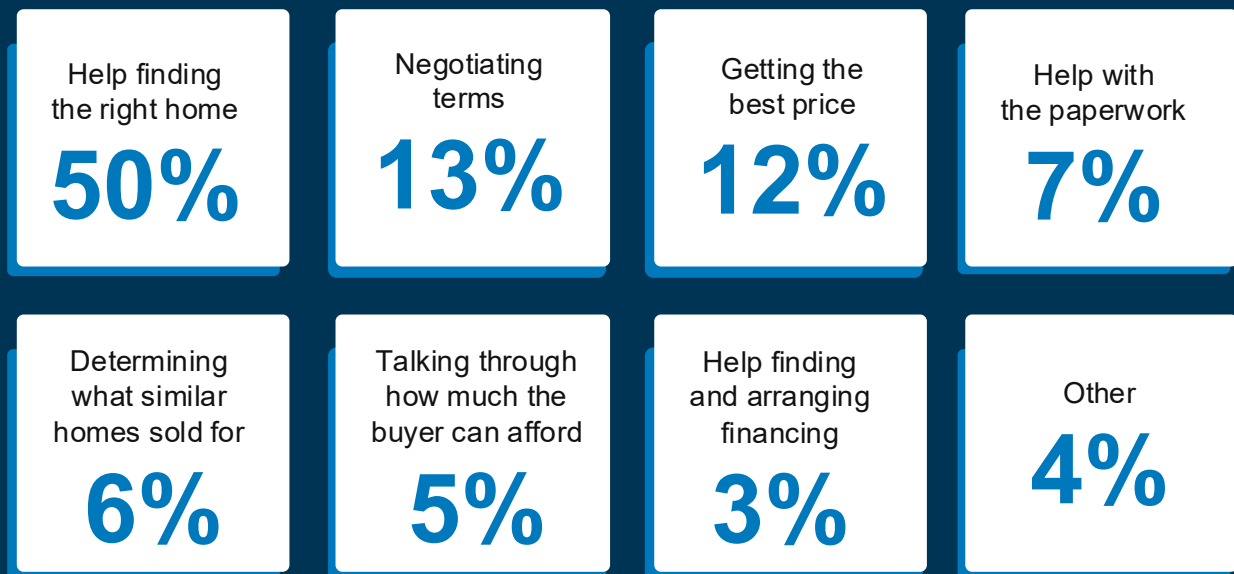 Help finding
the right home
50%
Negotiating
terms
13%
Getting the
best price
12%
Help with
the paperwork
7%
Determining
what similar
homes sold for
6%
Talking through
how much the
buyer can afford
5%
Help finding
and arranging
financing
3%
Other
4%